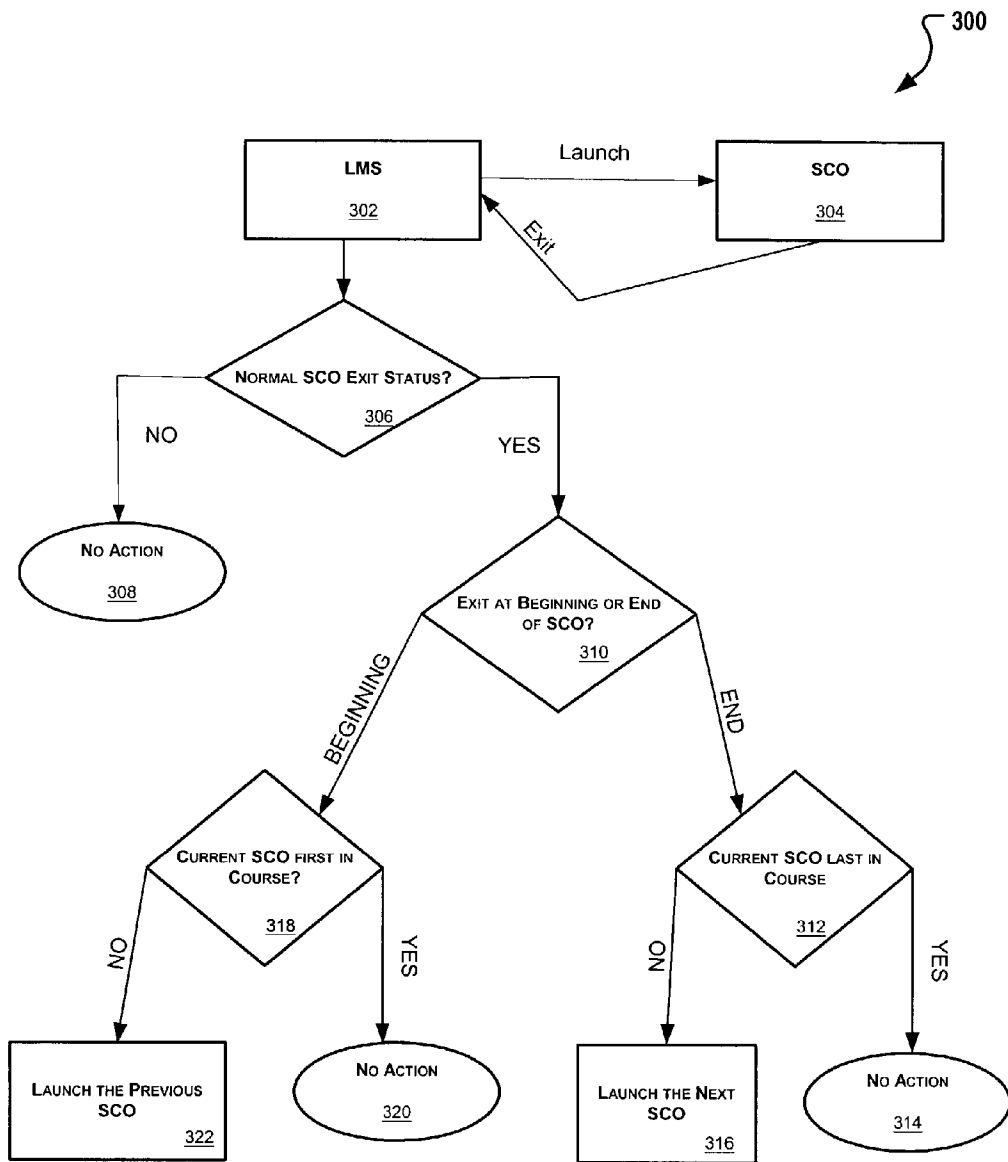 300
LMS
302
Launch
SCO
304
Exit
NORMAL SCO EXIT STATUS?
306
NO
YES
NO ACTION
308
EXIT AT BEGINNING OR END
OF SCO?
310
BEGINNING
END
CURRENT SCO FIRST IN
COURSE?
318
CURRENT SCO LAST IN
COURSE
312
NO
YES
NO
YES
LAUNCH THE PREVIOUS
SCO
322
NO ACTION
320
LAUNCH THE NEXT
SCO
316
NO ACTION
314